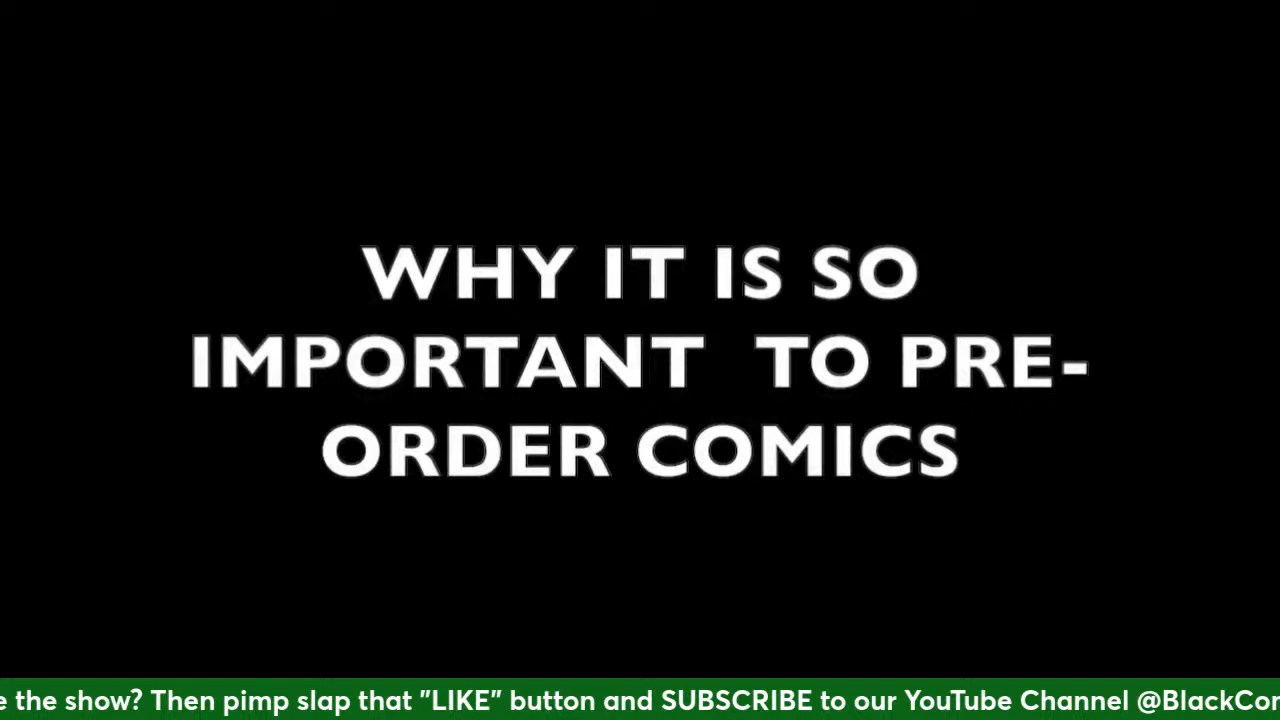 WHY IT IS SO
IMPORTANT  TO PRE-
ORDER COMICS
the show? Then pimp slap that "LIKE" button and SUBSCRIBE to our YouTube Channel